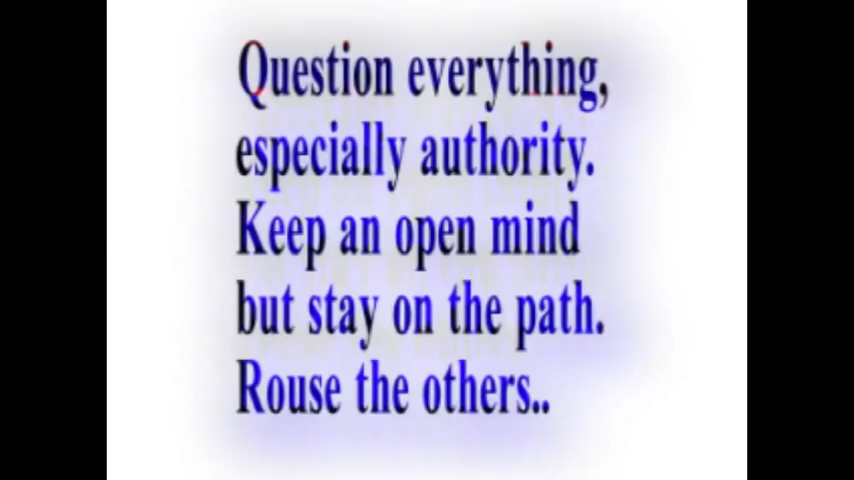 Question everything,
especially authority.
Keep an open mind
but stay on the path.
Rouse the others..